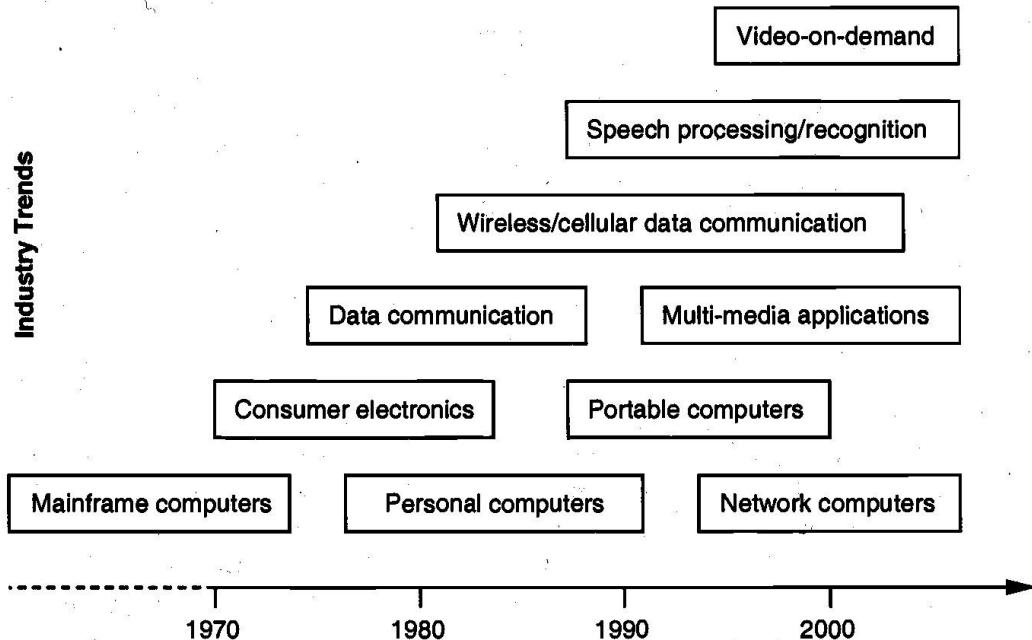 Video-on-demand
Speech processing/recognition
Wireless/cellular data communication
Data communication
Multi-media applications
Consumer electronics
Portable computers
Mainframe computers
Personal computers
Network computers
Industry Trends
1970
1980
1990
2000